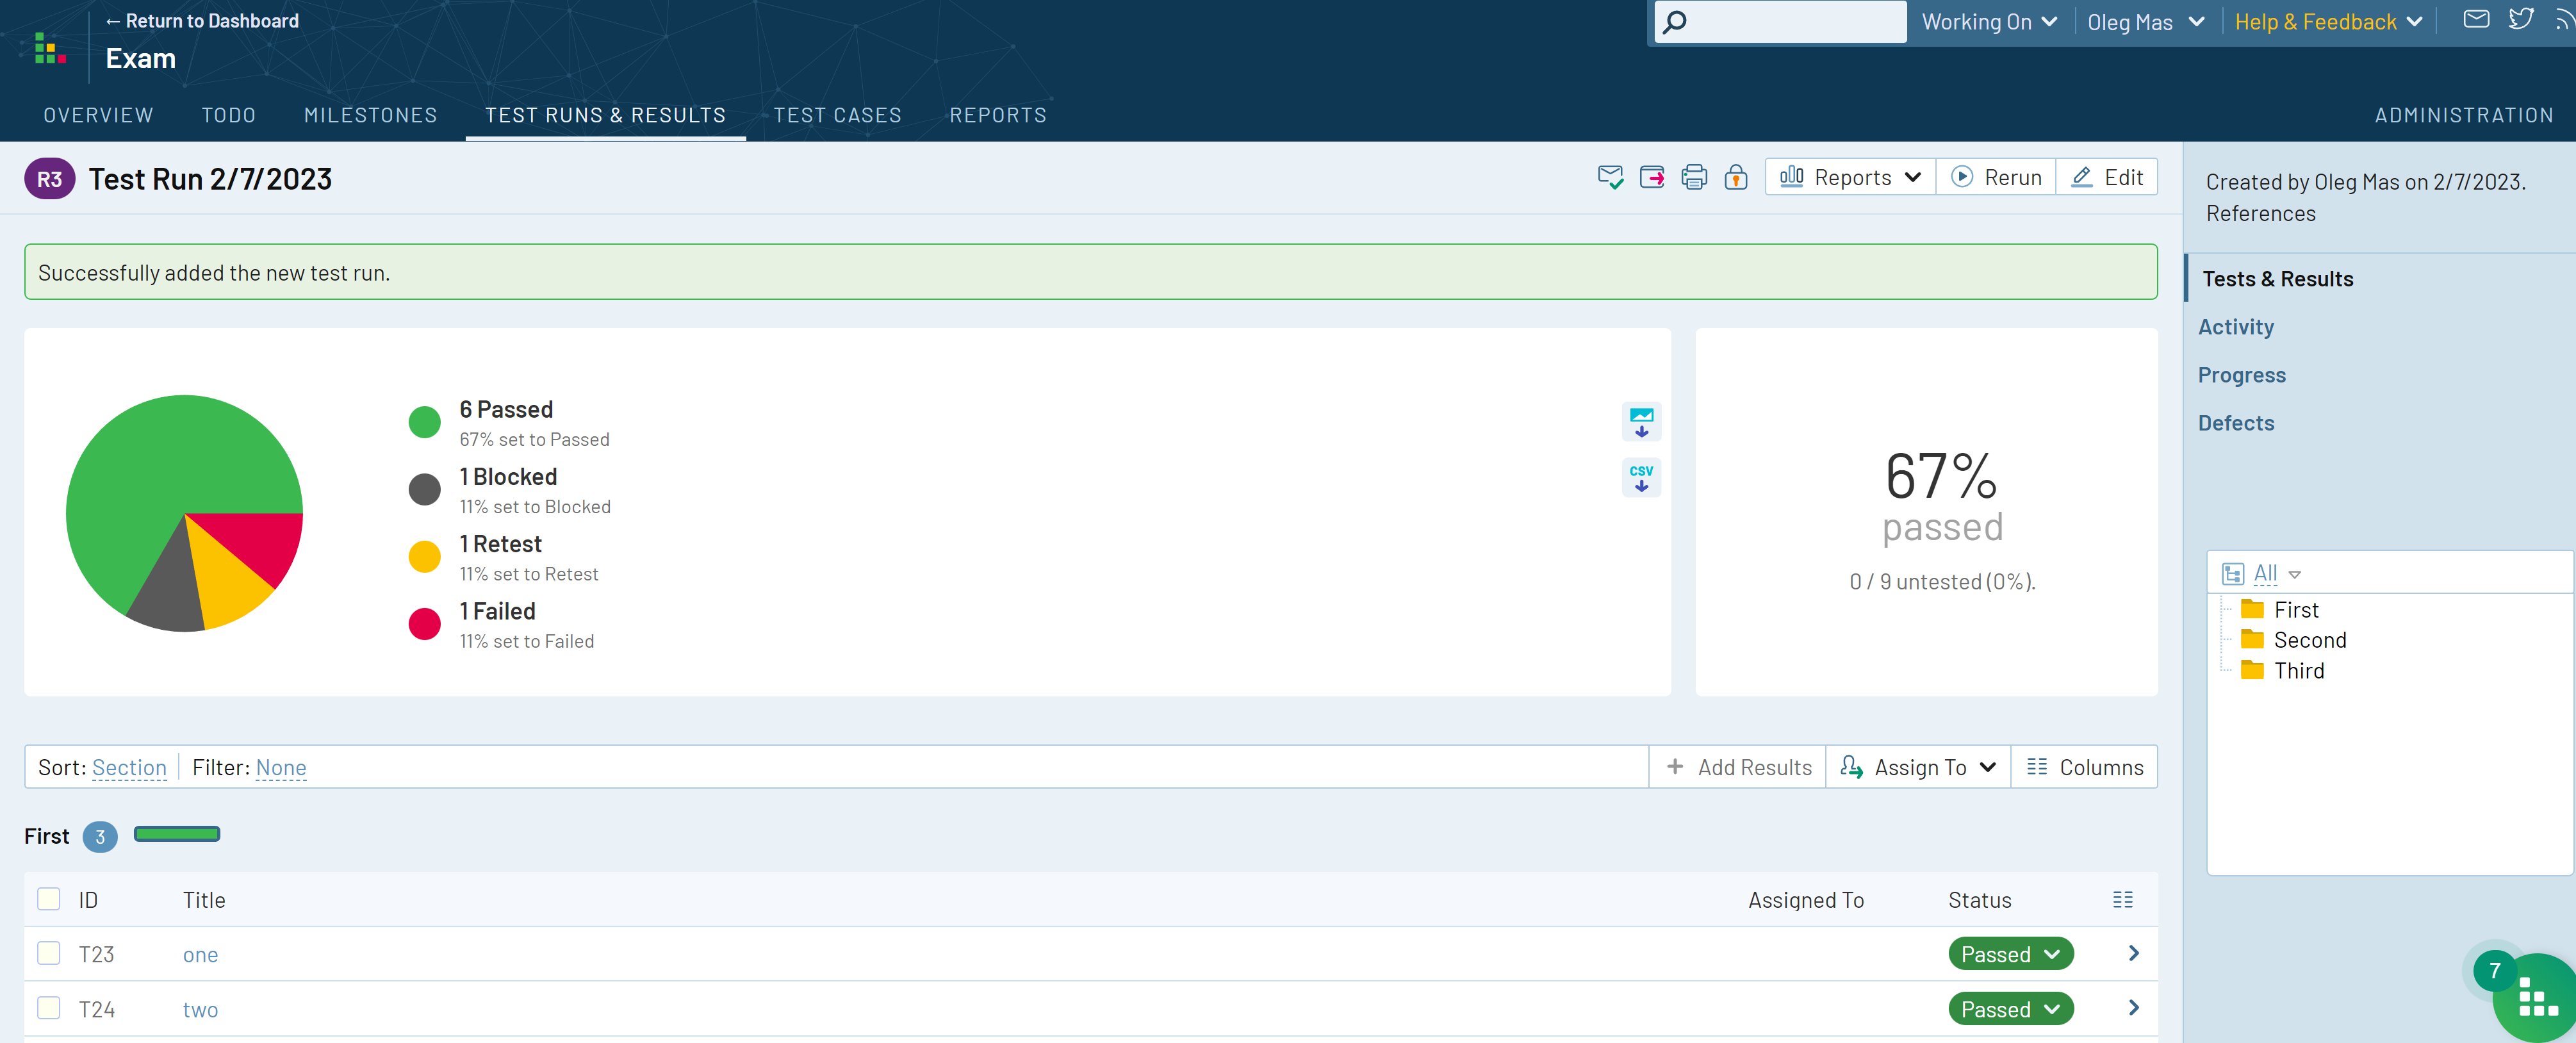 ← Return to Dashboard
Exam
Working On
Oleg Mas
Help & Feedback
OVERVIEW TODO MILESTONES TEST RUNS & RESULTS TEST CASES REPORTS ADMINISTRATION
R3 Test Run 2/7/2023
Reports
Rerun
Edit
Created by Oleg Mas on 2/7/2023.
References
Successfully added the new test run.
Tests & Results
Activity
Progress
Defects
6 Passed
67% set to Passed
1 Blocked
11% set to Blocked
1 Retest
11% set to Retest
1 Failed
11% set to Failed
CSV
67%
passed
0 / 9 untested (0%).
All
First
Second
Third
Sort: Section Filter: None
+ Add Results
Assign To
Columns
First 3
ID Title Assigned To Status
T23 one Passed
T24 two Passed
7